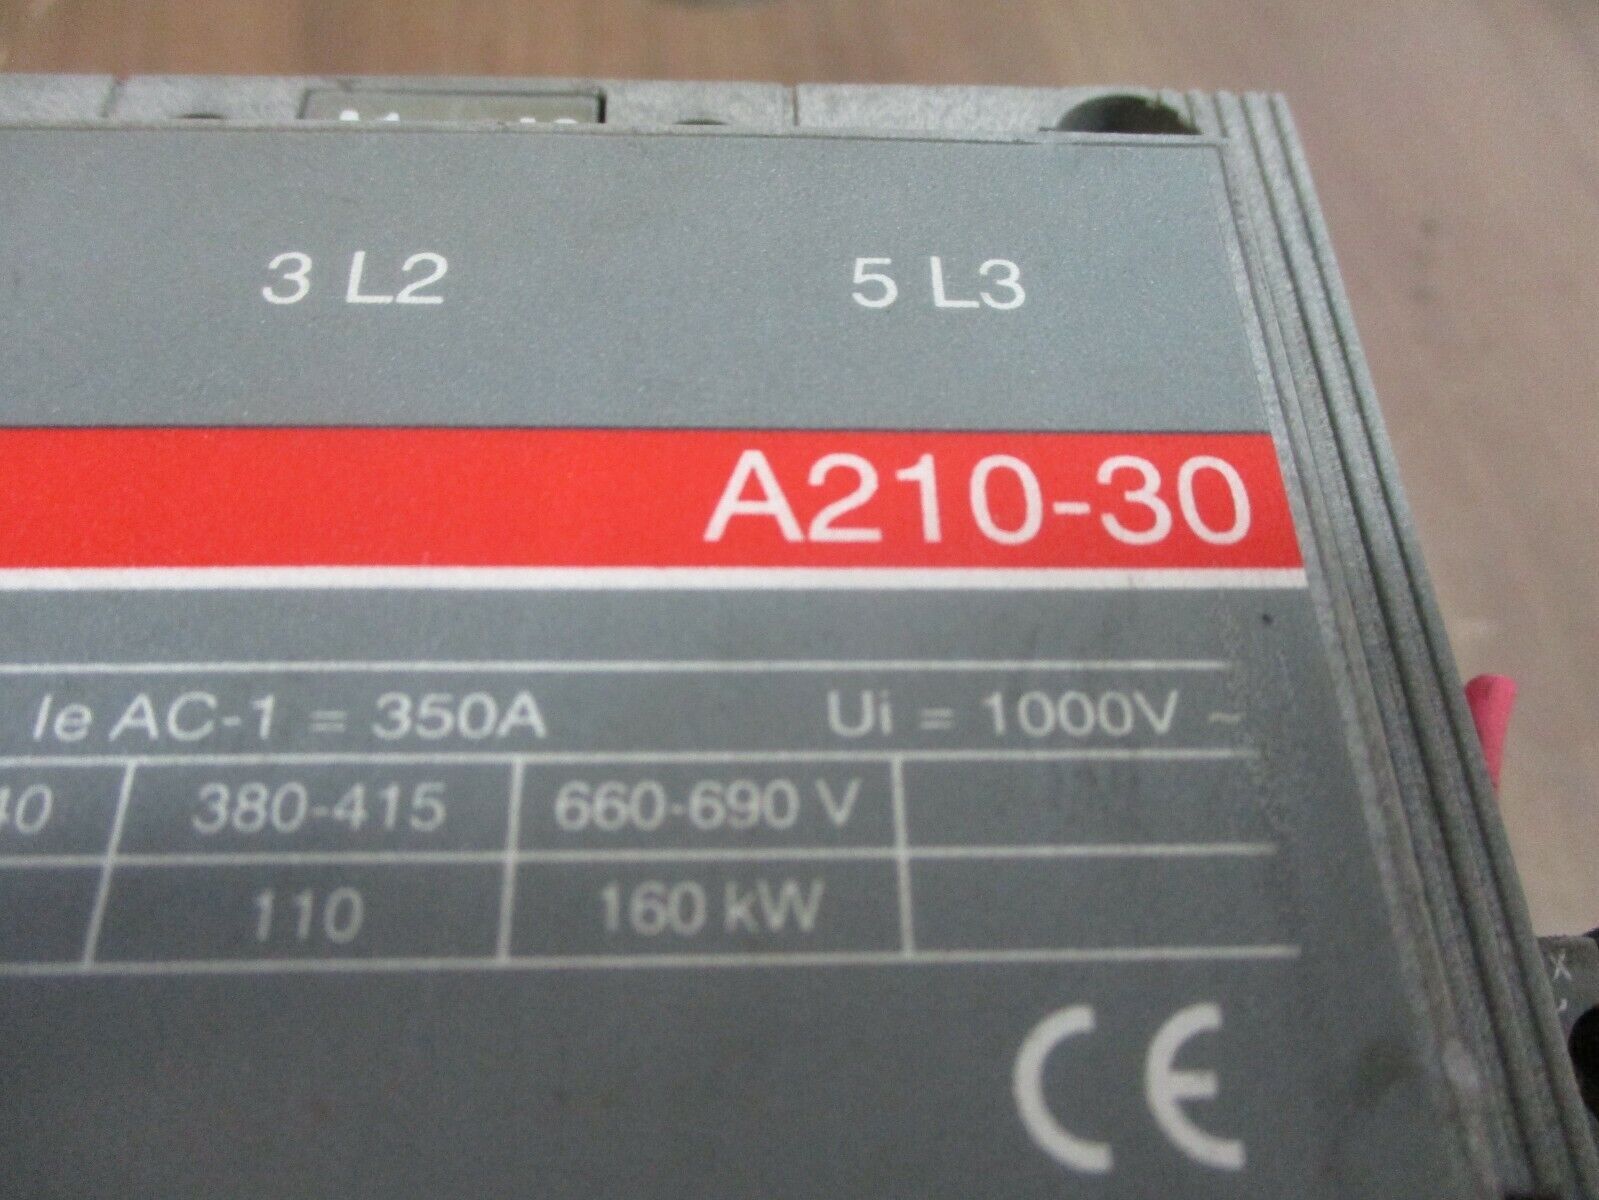 3 L2 5 L3
A210-30
Ie AC-1 = 350A Ui = 1000V ~
40 380-415 660-690 V
110 160 kW
CE